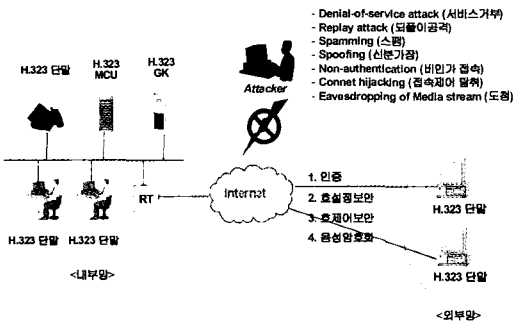 - Denial-of-service attack (서비스거부)
- Replay attack (되풀이공격)
- Spamming (스팸)
- Spoofing (신분가장)
- Non-authentication (비인가 접속)
- Connet hijacking (접속제어 탈취)
- Eavesdropping of Media stream (도청)
Attacker
H.323 단말
H.323
MCU
H.323
GK
RT
Internet
1. 인증
2. 호설정보안
3. 호제어보안
4. 음성암호화
H.323 단말
H.323 단말
H.323 단말
H.323 단말
<내부망>
<외부망>